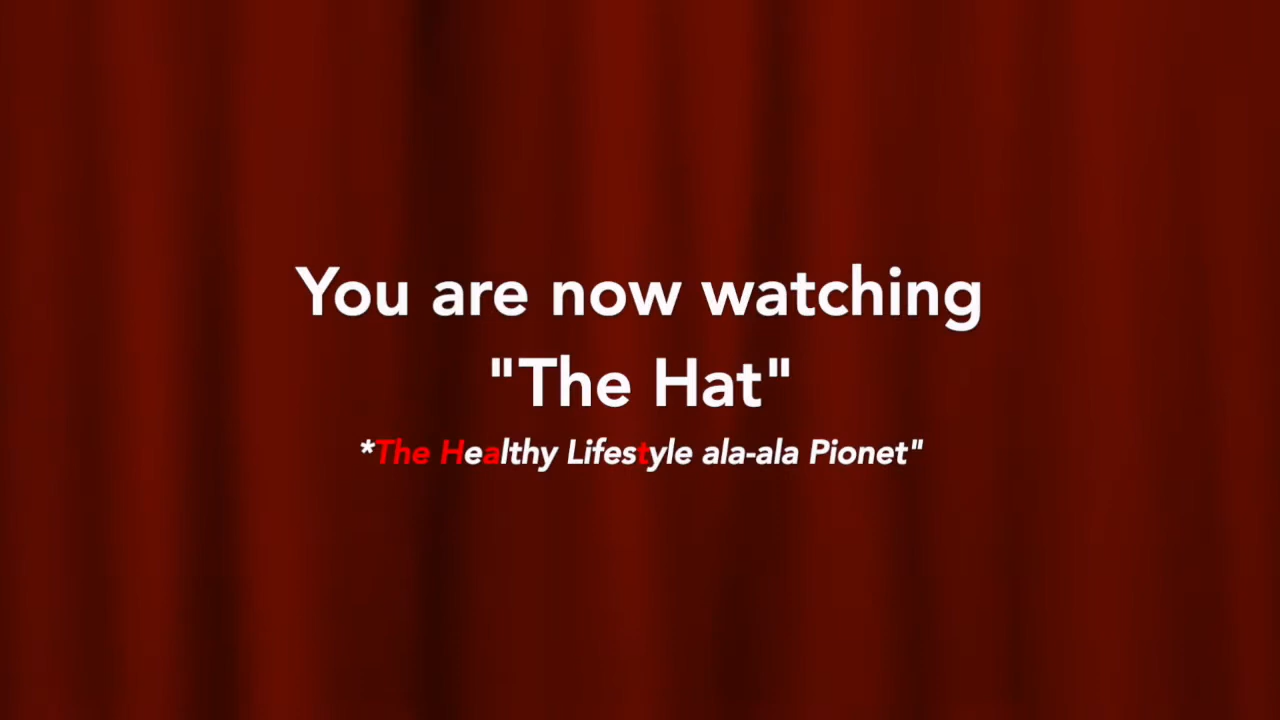 You are now watching
"The Hat"
*The Healthy Lifestyle ala-ala Pionet"